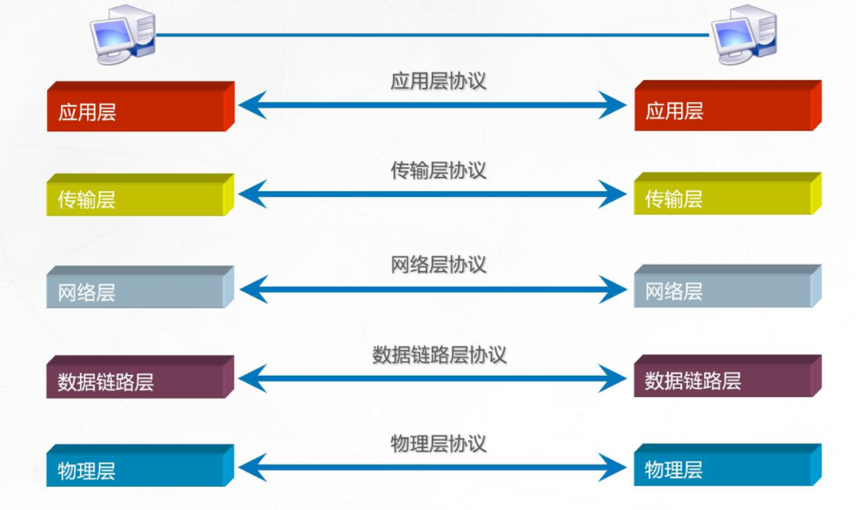 应用层协议
应用层
应用层
传输层协议
传输层
传输层
网络层协议
网络层
网络层
数据链路层协议
数据链路层
数据链路层
物理层协议
物理层
物理层